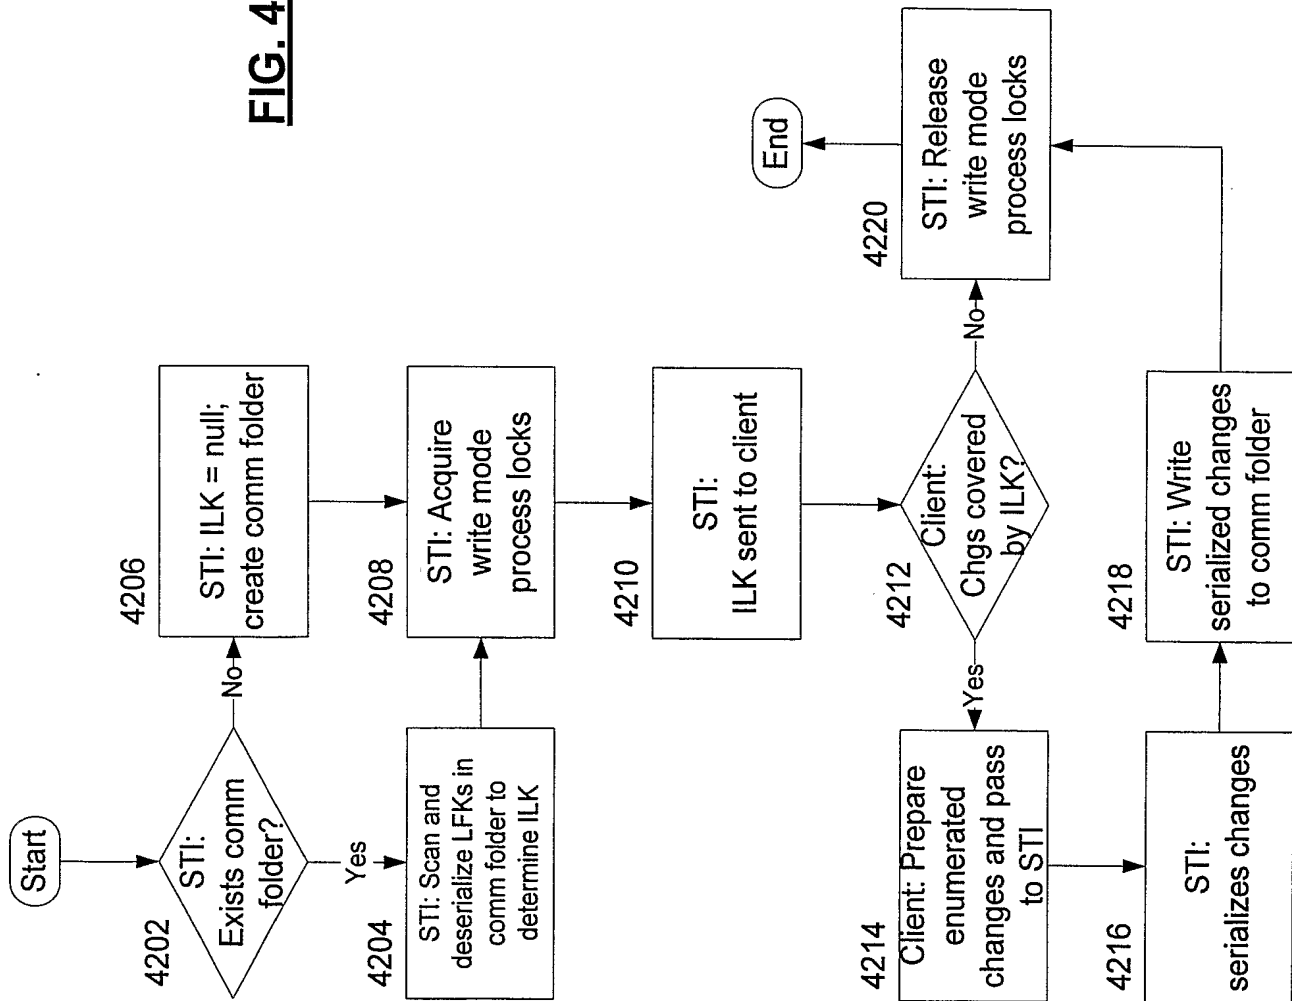 FIG. 4
Start
4202
STI:
Exists comm
folder?
No
Yes
4206
STI: ILK = null;
create comm folder
4204
STI: Scan and
deserialize LFKs in
comm folder to
determine ILK
4208
STI: Acquire
write mode
process locks
4210
STI:
ILK sent to client
4212
Client:
Chgs covered
by ILK?
No
Yes
4214
Client: Prepare
enumerated
changes and pass
to STI
4216
STI:
serializes changes
4218
STI: Write
serialized changes
to comm folder
4220
STI: Release
write mode
process locks
End